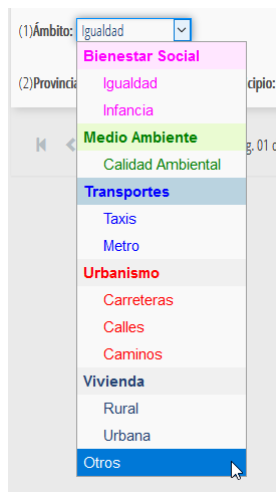 (1)Ámbito: Igualdad
Bienestar Social
Igualdad
(2)Provincia cipio:
Infancia
Medio Ambiente
g. 01 d
Calidad Ambiental
Transportes
Taxis
Metro
Urbanismo
Carreteras
Calles
Caminos
Vivienda
Rural
Urbana
Otros